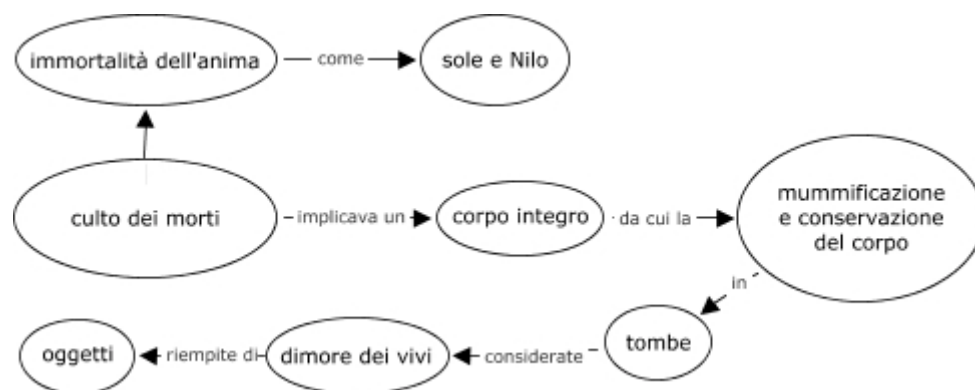 immortalità dell'anima
come
sole e Nilo
culto dei morti
implicava un
corpo integro
da cui la
mummificazione
e conservazione
del corpo
in
tombe
considerate
dimore dei vivi
riempite di
oggetti